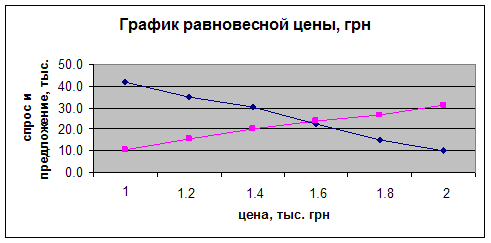 График равновесной цены, грн
спрос и
предложение, тыс.
50.0
40.0
30.0
20.0
10.0
0.0
1 1.2 1.4 1.6 1.8 2
цена, тыс. грн